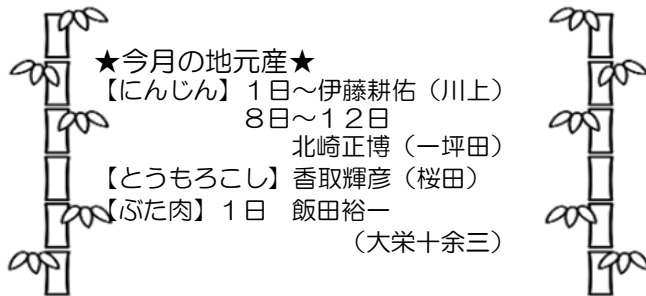 ★今月の地元産★
【にんじん】１日～伊藤耕佑（川上）
８日～１２日
北崎正博（一坪田）
【とうもろこし】香取輝彦（桜田）
【ぶた肉】１日　飯田裕一
（大栄十余三）